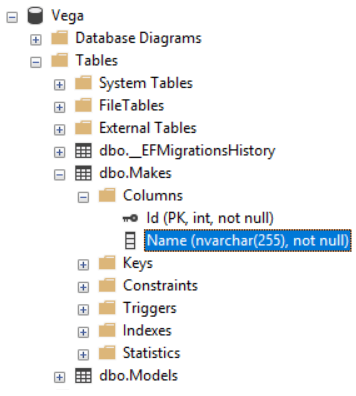 Vega
Database Diagrams
Tables
System Tables
FileTables
External Tables
dbo.__EFMigrationsHistory
dbo.Makes
Columns
Id (PK, int, not null)
Name (nvarchar(255), not null)
Keys
Constraints
Triggers
Indexes
Statistics
dbo.Models